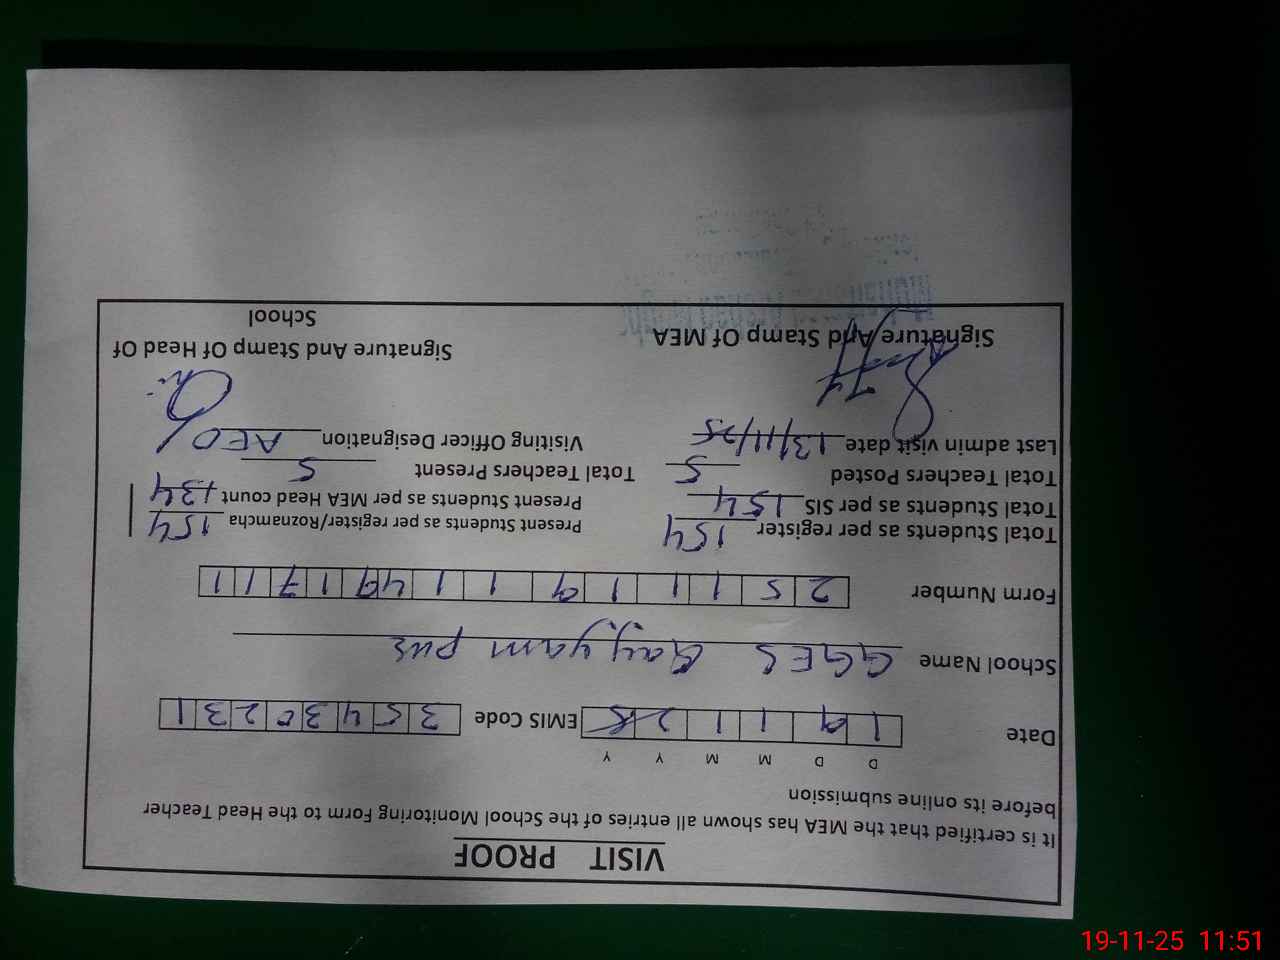 VISIT PROOF
It is certified that the MEA has shown all entries of the School Monitoring Form to the Head Teacher
before its online submission
D D M M Y Y
Date 1 9 1 1 2 5 EMIS Code 3 5 4 3 0 2 3 1
School Name GGES Qayyam pur
Form Number 2 5 1 1 1 9 1 1 4 9 1 7 1 1
Total Students as per register 154 Present Students as per register/Roznamcha 154
Total Students as per SIS 154 Present Students as per MEA Head count 134
Total Teachers Posted 5 Total Teachers Present 5
Last admin visit date 13/11/25 Visiting Officer Designation AEO
Signature And Stamp Of MEA Signature And Stamp Of Head Of
School
19-11-25 11:51